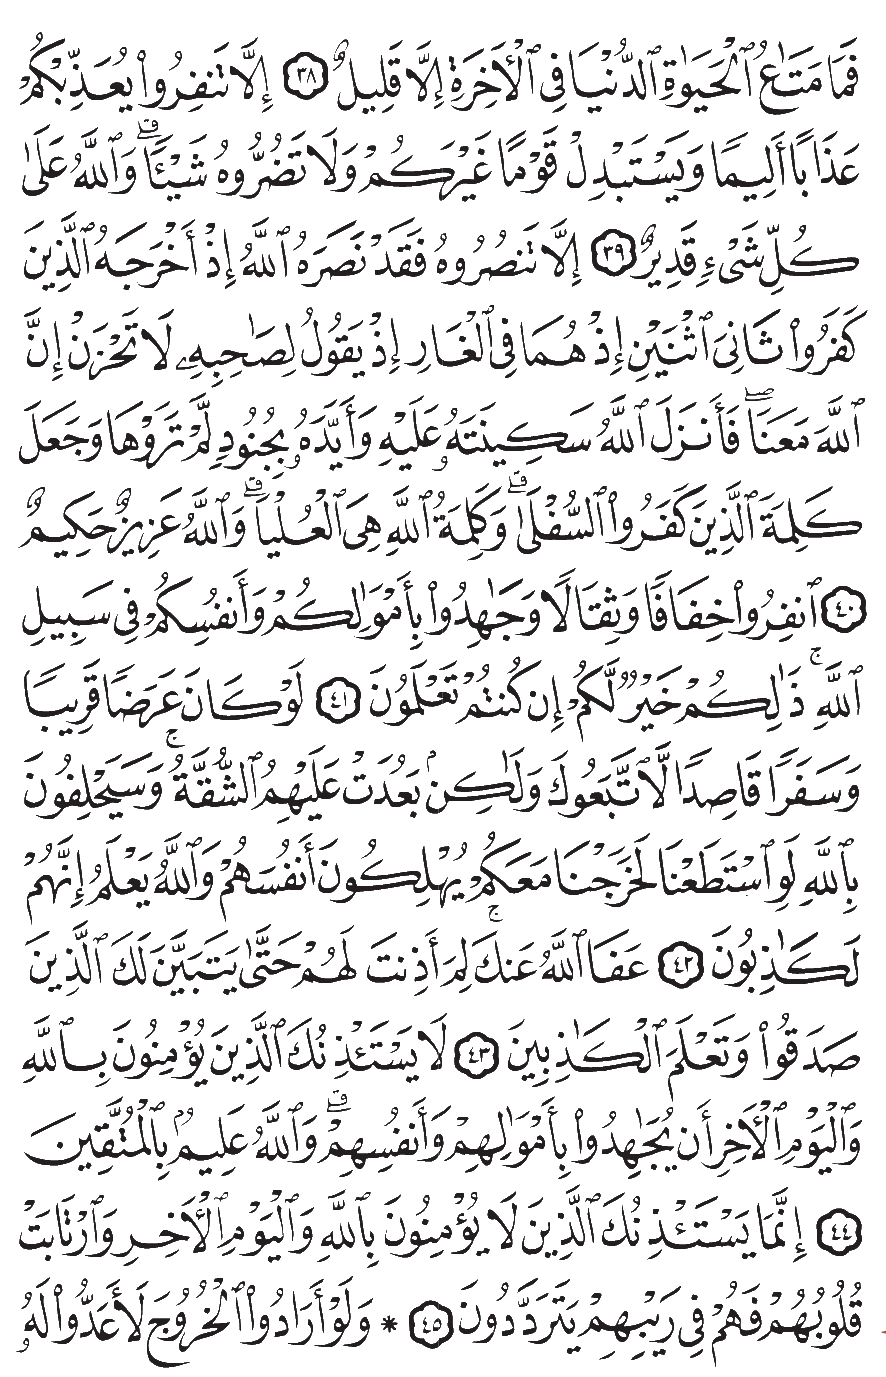 فَمَا مَتَٰعُ ٱلْحَيَوٰةِ ٱلدُّنْيَا فِى ٱلْأَخِرَةِ إِلَّا قَلِيلٌ ٣٨ إِلَّا تَنفِرُوا۟ يُعَذِّبْكُمْ
عَذَابًا أَلِيمًا وَيَسْتَبْدِلْ قَوْمًا غَيْرَكُمْ وَلَا تَضُرُّوهُ شَيْـًٔا ۗ وَٱللَّهُ عَلَىٰ
كُلِّ شَىْءٍ قَدِيرٌ ٣٩ إِلَّا تَنصُرُوهُ فَقَدْ نَصَرَهُ ٱللَّهُ إِذْ أَخْرَجَهُ ٱلَّذِينَ
كَفَرُوا۟ ثَانِىَ ٱثْنَيْنِ إِذْ هُمَا فِى ٱلْغَارِ إِذْ يَقُولُ لِصَٰحِبِهِۦ لَا تَحْزَنْ إِنَّ
ٱللَّهَ مَعَنَا ۖ فَأَنزَلَ ٱللَّهُ سَكِينَتَهُۥ عَلَيْهِ وَأَيَّدَهُۥ بِجُنُودٍ لَّمْ تَرَوْهَا وَجَعَلَ
كَلِمَةَ ٱلَّذِينَ كَفَرُوا۟ ٱلسُّفْلَىٰ ۗ وَكَلِمَةُ ٱللَّهِ هِىَ ٱلْعُلْيَا ۗ وَٱللَّهُ عَزِيزٌ حَكِيمٌ
٤٠ ٱنفِرُوا۟ خِفَافًا وَثِقَالًا وَجَٰهِدُوا۟ بِأَمْوَٰلِكُمْ وَأَنفُسِكُمْ فِى سَبِيلِ
ٱللَّهِ ۚ ذَٰلِكُمْ خَيْرٌ لَّكُمْ إِن كُنتُمْ تَعْلَمُونَ ٤١ لَوْ كَانَ عَرَضًا قَرِيبًا
وَسَفَرًا قَاصِدًا لَّٱتَّبَعُوكَ وَلَٰكِنۢ بَعُدَتْ عَلَيْهِمُ ٱلشُّقَّةُ ۚ وَسَيَحْلِفُونَ
بِٱللَّهِ لَوِ ٱسْتَطَعْنَا لَخَرَجْنَا مَعَكُمْ يُهْلِكُونَ أَنفُسَهُمْ وَٱللَّهُ يَعْلَمُ إِنَّهُمْ
لَكَٰذِبُونَ ٤٢ عَفَا ٱللَّهُ عَنكَ ۚ لِمَ أَذِنتَ لَهُمْ حَتَّىٰ يَتَبَيَّنَ لَكَ ٱلَّذِينَ
صَدَقُوا۟ وَتَعْلَمَ ٱلْكَٰذِبِينَ ٤٣ لَا يَسْتَـْٔذِنُكَ ٱلَّذِينَ يُؤْمِنُونَ بِٱللَّهِ
وَٱلْيَوْمِ ٱلْأَخِرِ أَن يُجَٰهِدُوا۟ بِأَمْوَٰلِهِمْ وَأَنفُسِهِمْ ۗ وَٱللَّهُ عَلِيمٌۢ بِٱلْمُتَّقِينَ
٤٤ إِنَّمَا يَسْتَـْٔذِنُكَ ٱلَّذِينَ لَا يُؤْمِنُونَ بِٱللَّهِ وَٱلْيَوْمِ ٱلْأَخِرِ وَٱرْتَابَتْ
قُلُوبُهُمْ فَهُمْ فِى رَيْبِهِمْ يَتَرَدَّدُونَ ٤٥ * وَلَوْ أَرَادُوا۟ ٱلْخُرُوجَ لَأَعَدُّوا۟ لَهُۥ